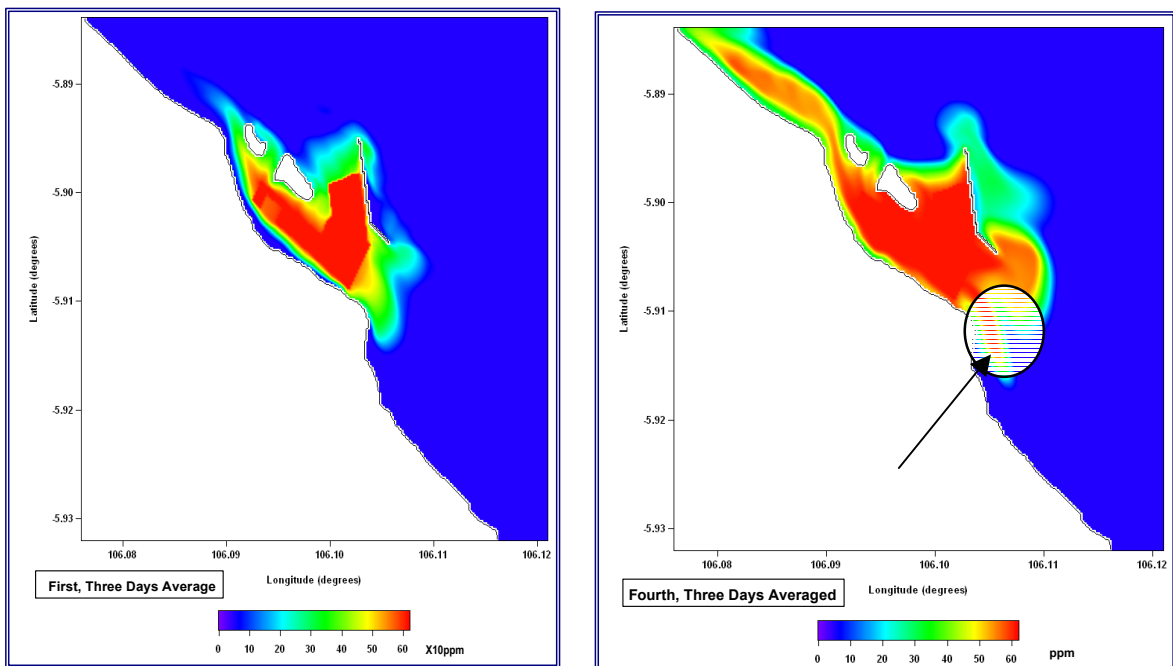 -5.89
-5.90
-5.91
-5.92
-5.93
Latitude (degrees)
106.08 106.09 106.10 106.11 106.12
Longitude (degrees)
First, Three Days Average
0 10 20 30 40 50 60 X10ppm
-5.89
-5.90
-5.91
-5.92
-5.93
Latitude (degrees)
106.08 106.09 106.10 106.11 106.12
Longitude (degrees)
Fourth, Three Days Averaged
0 10 20 30 40 50 60 ppm